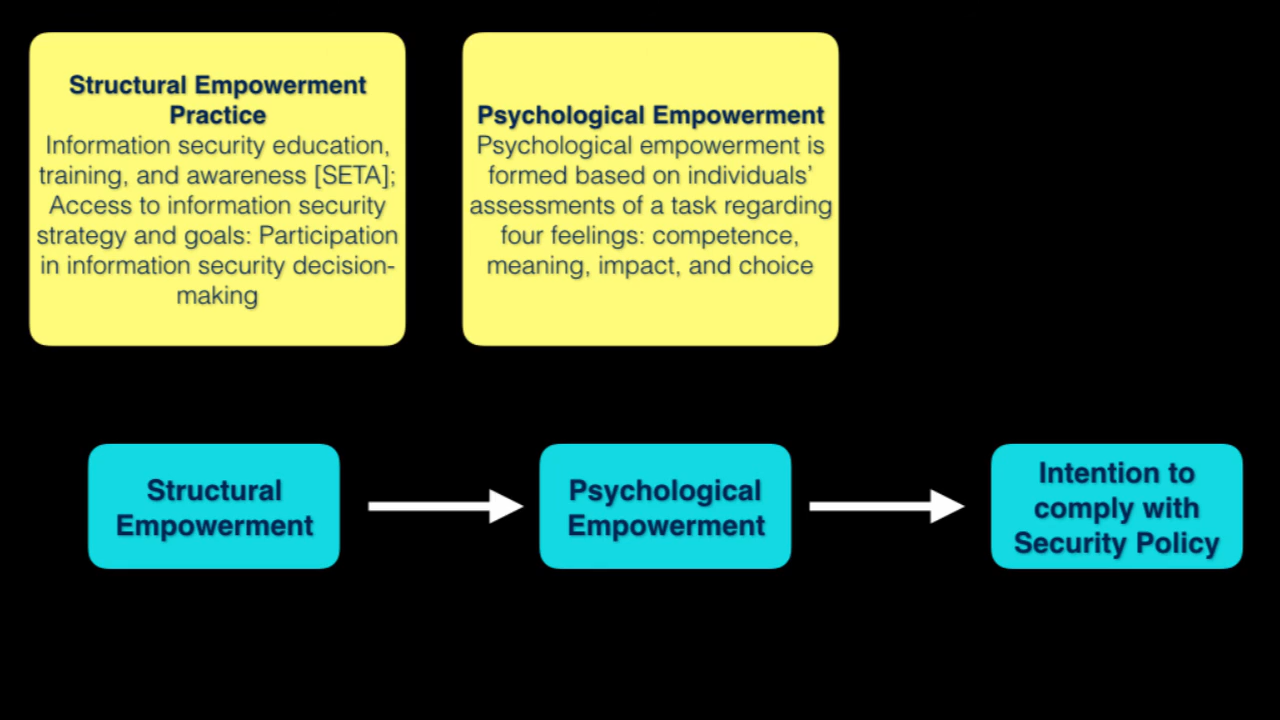 Structural Empowerment
Practice
Information security education,
training, and awareness [SETA];
Access to information security
strategy and goals: Participation
in information security decision-
making
Psychological Empowerment
Psychological empowerment is
formed based on individuals’
assessments of a task regarding
four feelings: competence,
meaning, impact, and choice
Structural
Empowerment
Psychological
Empowerment
Intention to
comply with
Security Policy